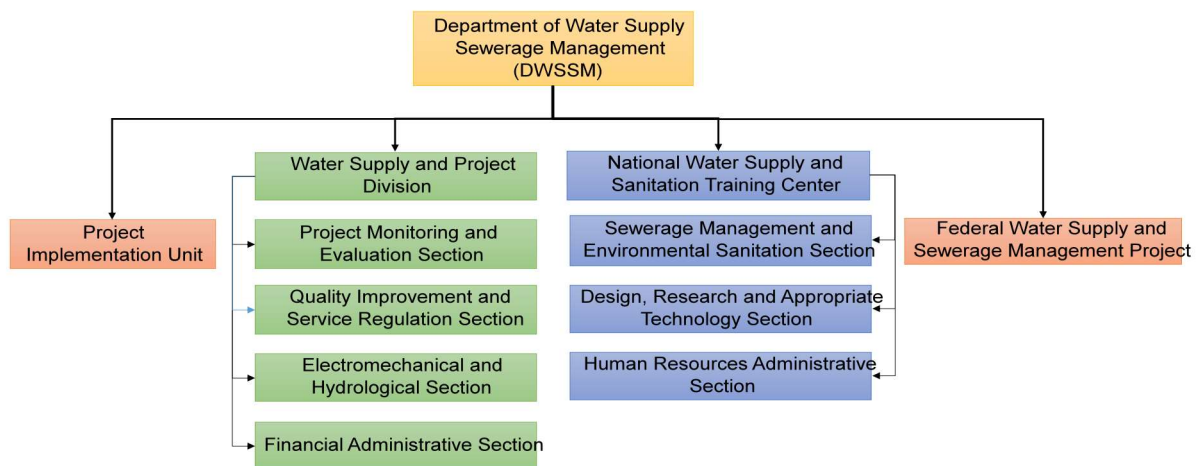 Department of Water Supply
Sewerage Management
(DWSSM)
Project
Implementation Unit
Water Supply and Project
Division
Project Monitoring and
Evaluation Section
Quality Improvement and
Service Regulation Section
Electromechanical and
Hydrological Section
Financial Administrative Section
National Water Supply and
Sanitation Training Center
Sewerage Management and
Environmental Sanitation Section
Design, Research and Appropriate
Technology Section
Human Resources Administrative
Section
Federal Water Supply and
Sewerage Management Project